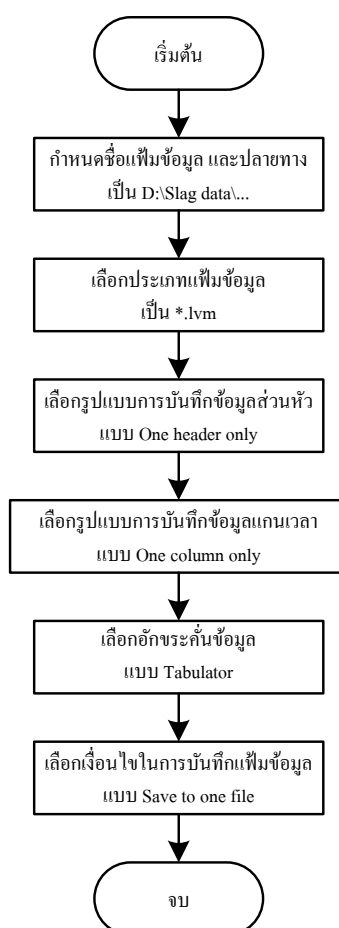 เริ่มต้น
กำหนดชื่อแฟ้มข้อมูล และปลายทาง
เป็น D:\Slag data\...
เลือกประเภทแฟ้มข้อมูล
เป็น *.lvm
เลือกรูปแบบการบันทึกข้อมูลส่วนหัว
แบบ One header only
เลือกรูปแบบการบันทึกข้อมูลแกนเวลา
แบบ One column only
เลือกอักขระคั่นข้อมูล
แบบ Tabulator
เลือกเงื่อนไขในการบันทึกแฟ้มข้อมูล
แบบ Save to one file
จบ